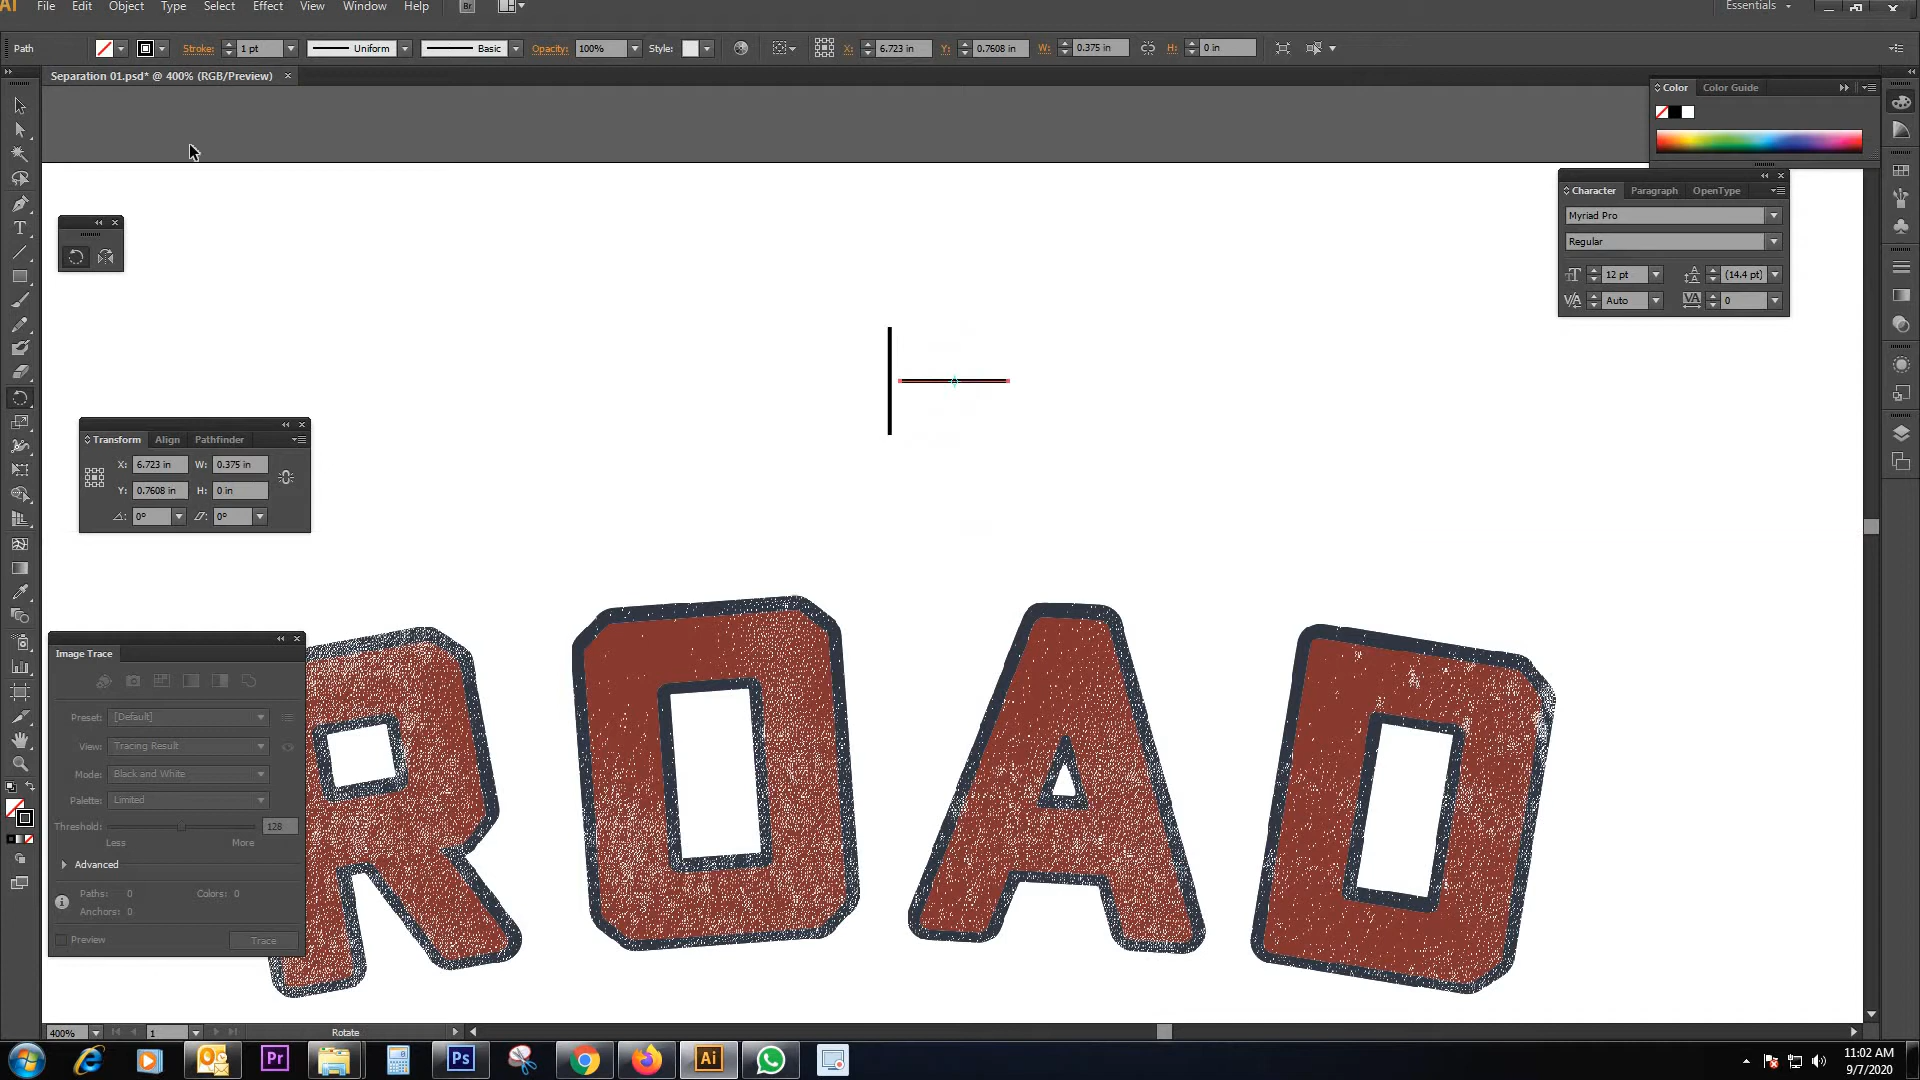 Ai File Edit Object Type Select Effect View Window Help Br Essentials
Path Stroke: 1 pt Uniform Basic Opacity: 100% Style: X: 6.723 in Y: 0.7608 in W: 0.375 in H: 0 in
Separation 01.psd* @ 400% (RGB/Preview)
Color Color Guide
Character Paragraph OpenType
Myriad Pro
Regular
12 pt (14.4 pt)
Auto 0
Transform Align Pathfinder
X: 6.723 in W: 0.375 in
Y: 0.7608 in H: 0 in
0° 0°
Image Trace
Preset: [Default]
View: Tracing Result
Mode: Black and White
Palette: Limited
Threshold: 128
Less More
Advanced
Paths: 0 Colors: 0
Anchors: 0
Preview Trace
ROAD
400% 1 Rotate
Pr Ps Ai 11:02 AM
9/7/2020